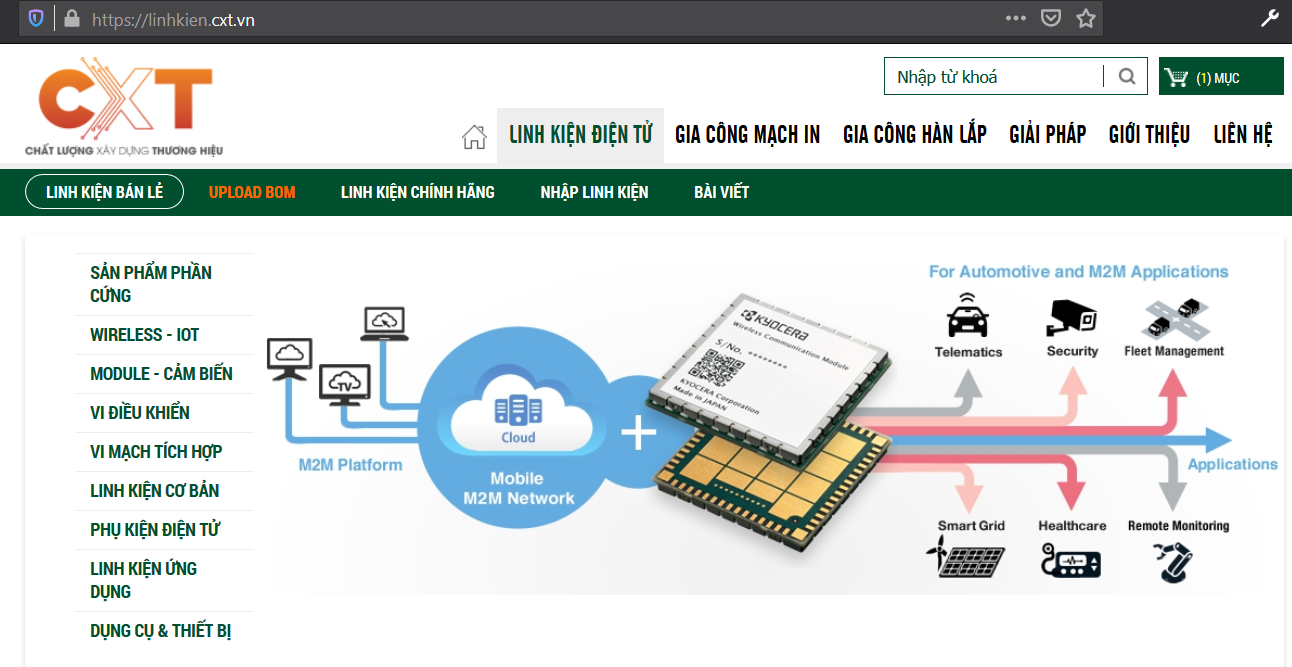 https://linhkien.cxt.vn
CXT
CHẤT LƯỢNG XÂY DỰNG THƯƠNG HIỆU
Nhập từ khoá
(1) MỤC
LINH KIỆN ĐIỆN TỬ GIA CÔNG MẠCH IN GIA CÔNG HÀN LẮP GIẢI PHÁP GIỚI THIỆU LIÊN HỆ
LINH KIỆN BÁN LẺ UPLOAD BOM LINH KIỆN CHÍNH HÃNG NHẬP LINH KIỆN BÀI VIẾT
SẢN PHẨM PHẦN
CỨNG
WIRELESS - IOT
MODULE - CẢM BIẾN
VI ĐIỀU KHIỂN
VI MẠCH TÍCH HỢP
LINH KIỆN CƠ BẢN
PHỤ KIỆN ĐIỆN TỬ
LINH KIỆN ỨNG
DỤNG
DỤNG CỤ & THIẾT BỊ
TV
M2M Platform
Cloud
Mobile
M2M Network
+
KYOCERA
Wireless Communication Module
S/No. ********
KYOCERA Corporation
Made in JAPAN
For Automotive and M2M Applications
Telematics Security Fleet Management
Applications
Smart Grid Healthcare Remote Monitoring